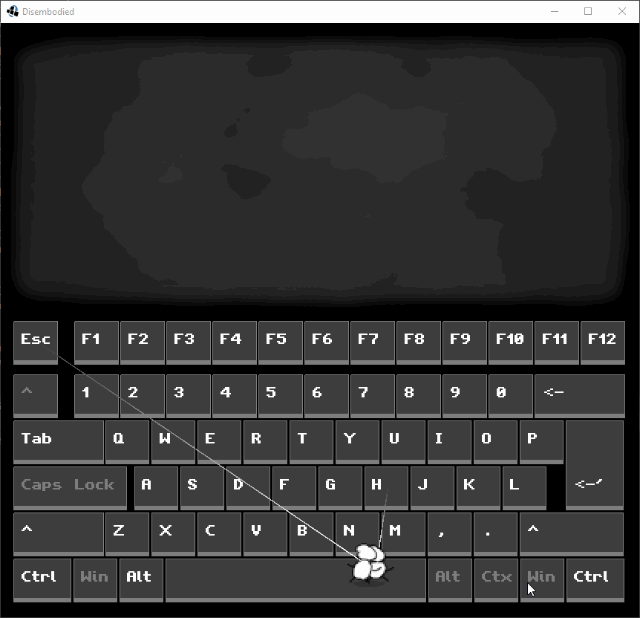 Disembodied
Esc F1 F2 F3 F4 F5 F6 F7 F8 F9 F10 F11 F12
^ 1 2 3 4 5 6 7 8 9 0 <-
Tab Q W E R T Y U I O P
Caps Lock A S D F G H J K L <-'
^ Z X C V B N M , . ^
Ctrl Win Alt Alt Ctx Win Ctrl